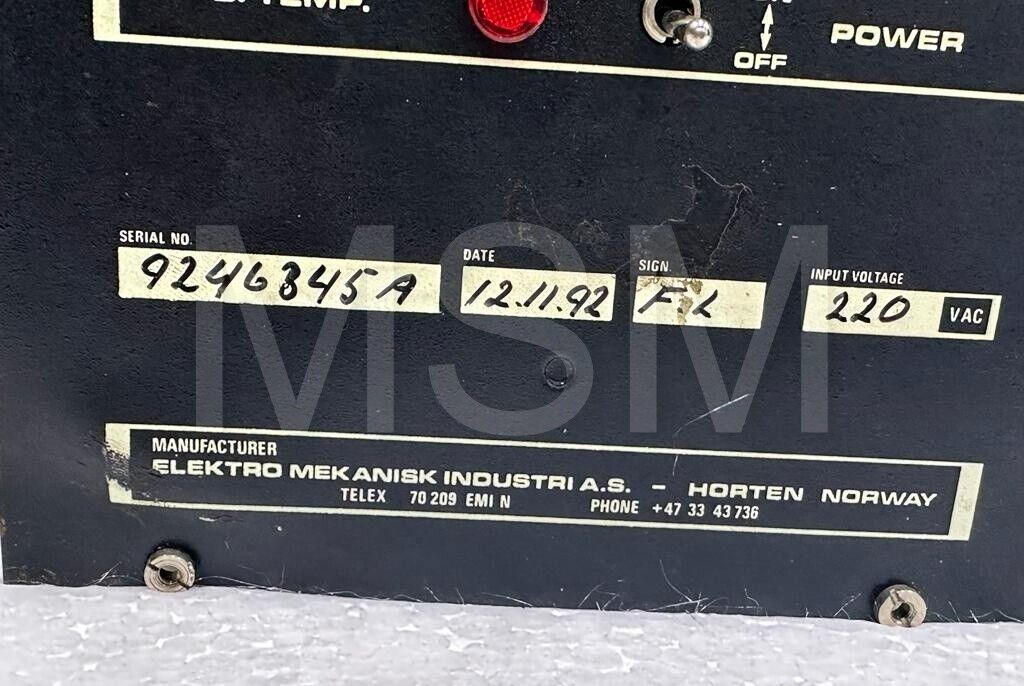 TEMP.
OFF
POWER
SERIAL NO. DATE SIGN. INPUT VOLTAGE
9246845A 12.11.92 F.L 220 VAC
MSM
MANUFACTURER
ELEKTRO MEKANISK INDUSTRI A.S. – HORTEN NORWAY
TELEX 70 209 EMI N PHONE +47 33 43 736